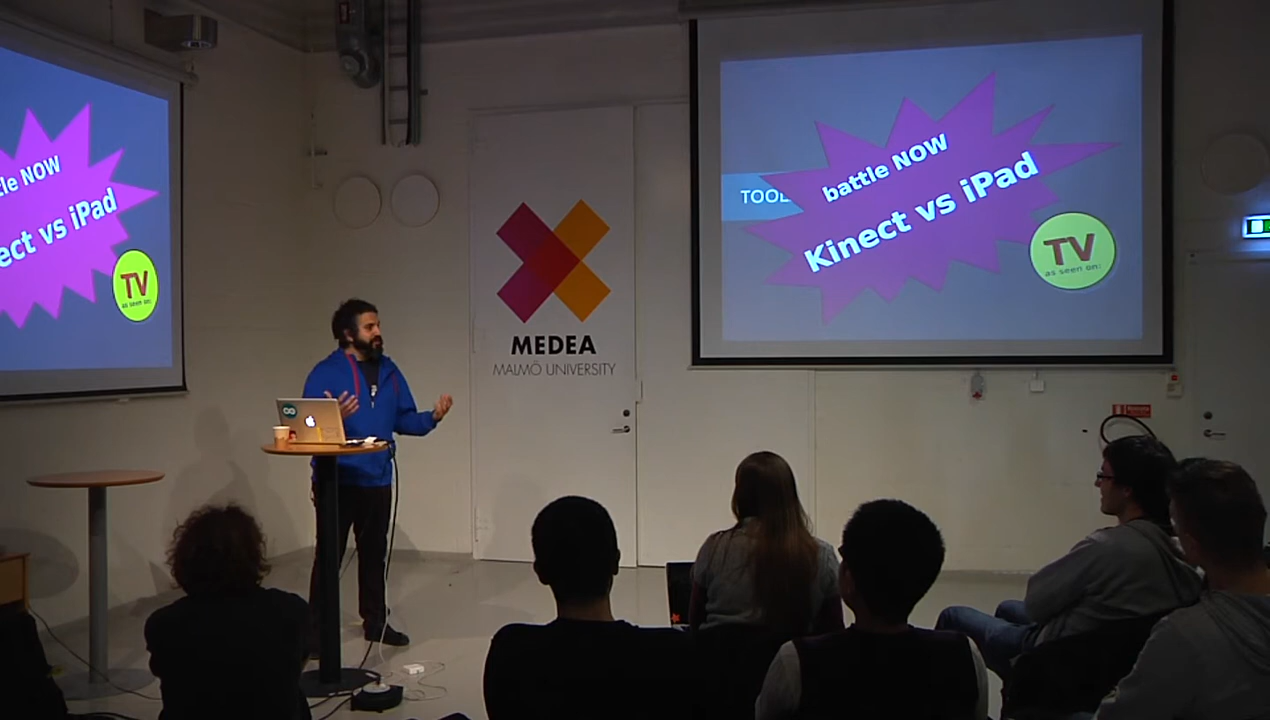 tle NOW
ect vs iPad
TV
as seen on:
MEDEA
MALMÖ UNIVERSITY
TOOL
battle NOW
Kinect vs iPad
TV
as seen on: